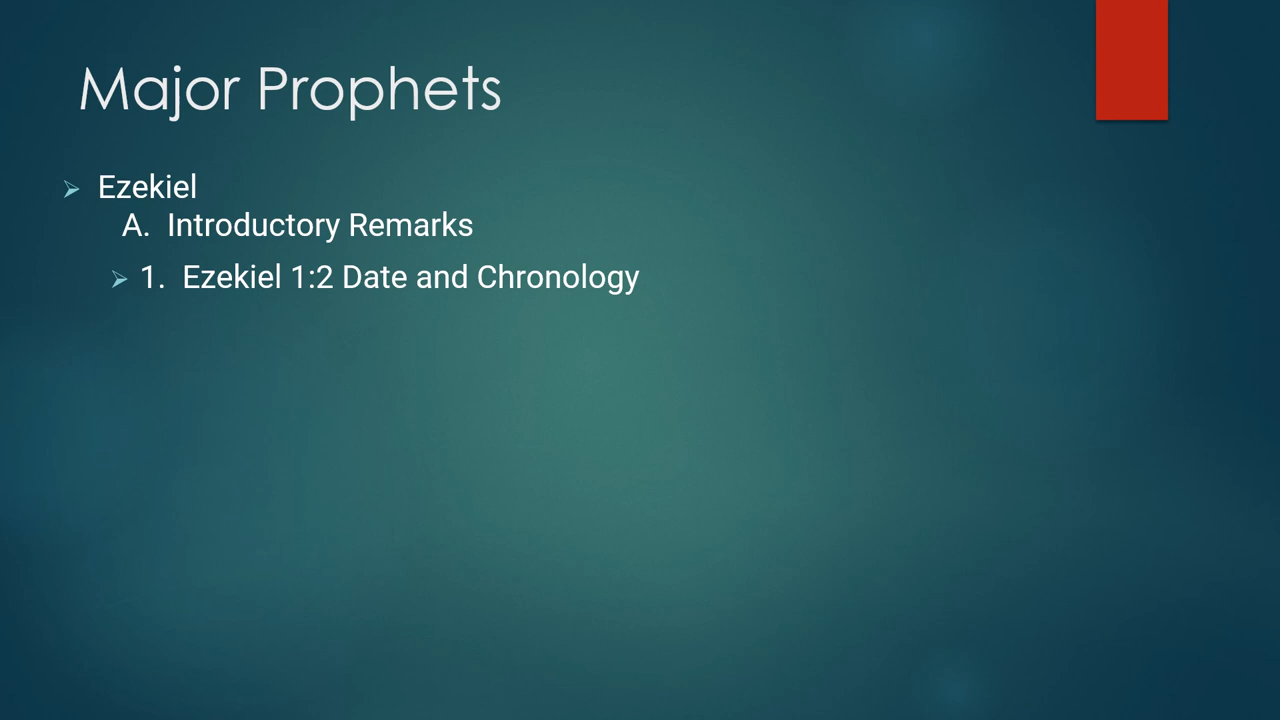 Major Prophets
Ezekiel
A. Introductory Remarks
1. Ezekiel 1:2 Date and Chronology